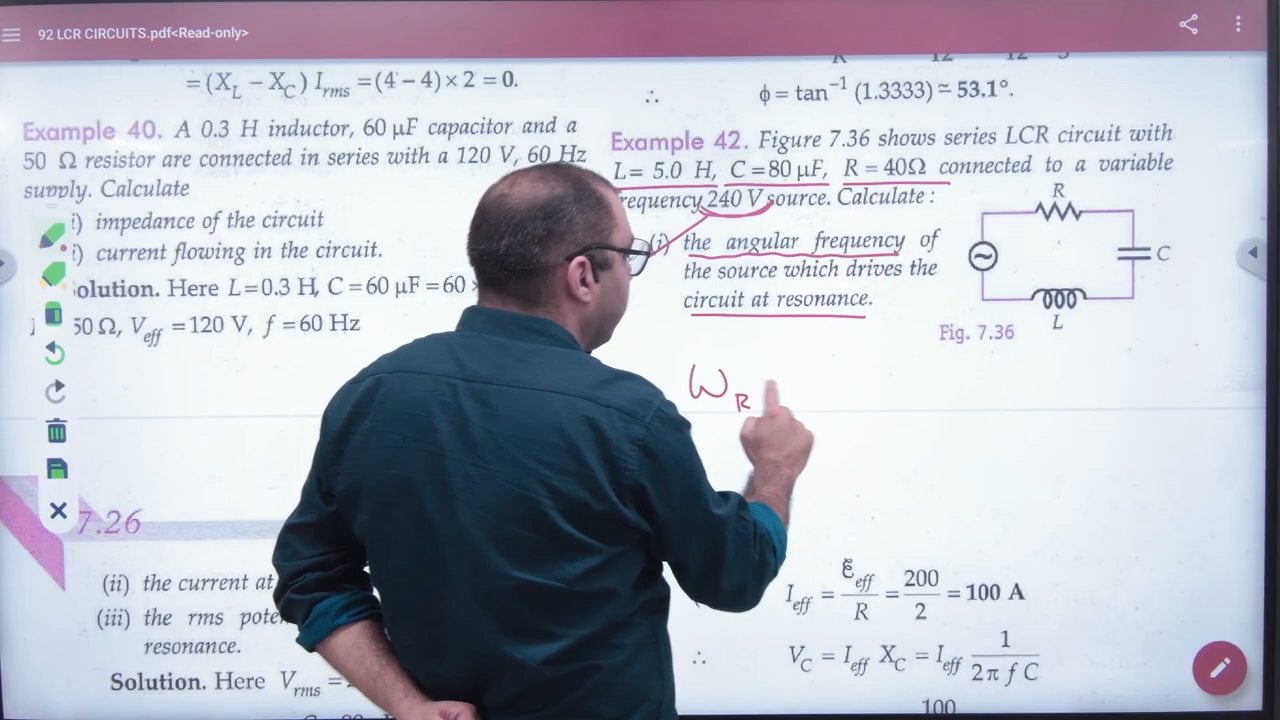 92 LCR CIRCUITS.pdf<Read-only>
= (X_L − X_C) I_rms = (4 − 4) × 2 = 0.
Example 40. A 0.3 H inductor, 60 μF capacitor and a
50 Ω resistor are connected in series with a 120 V, 60 Hz
supply. Calculate
i) impedance of the circuit
i) current flowing in the circuit.
olution. Here L = 0.3 H, C = 60 μF = 60
50 Ω, V_eff = 120 V, f = 60 Hz
7.26
(ii) the current at
(iii) the rms
resonance.
Solution. Here V_rms =
∴ ϕ = tan⁻¹ (1.3333) ≃ 53.1°.
Example 42. Figure 7.36 shows series LCR circuit with
L = 5.0 H, C = 80 μF, R = 40Ω connected to a variable
requency 240 V source. Calculate :
(i) the angular frequency of
the source which drives the
circuit at resonance.
R
C
L
Fig. 7.36
ω_R
I_eff = ℰ_eff / R = 200 / 2 = 100 A
∴ V_C = I_eff X_C = I_eff 1 / 2π f C
100